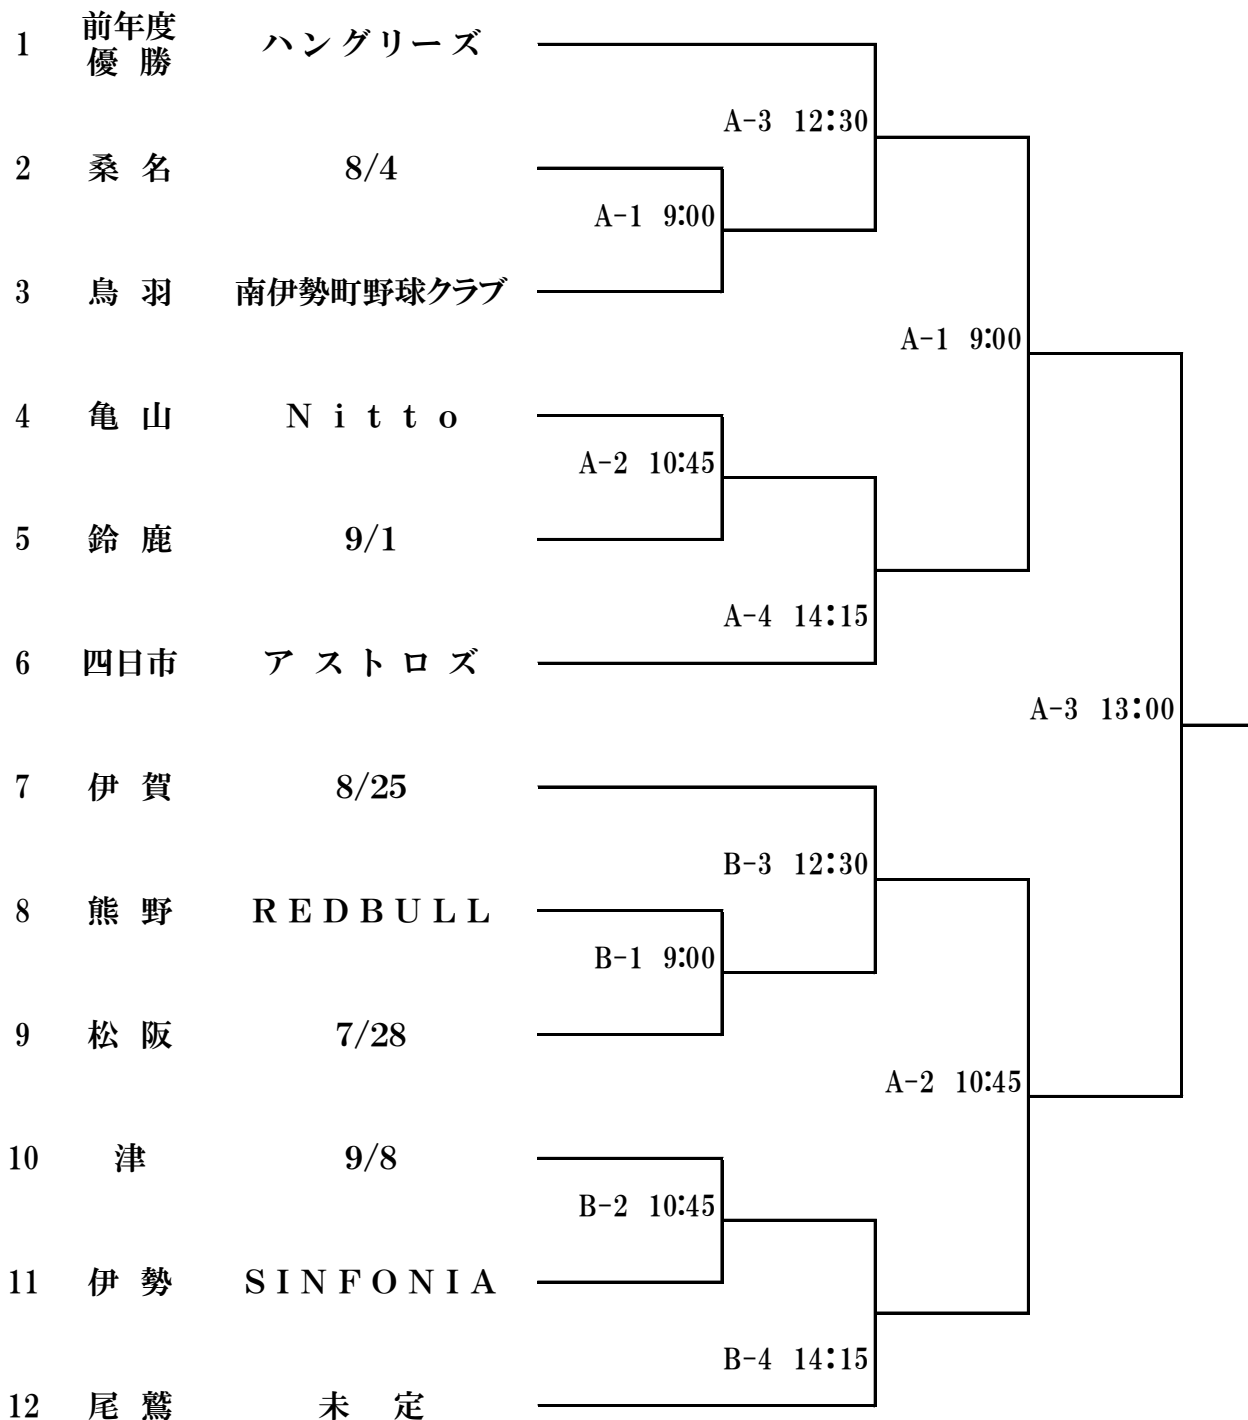 1 前年度優勝 ハングリーズ
A-3 12:30
2 桑名 8/4
A-1 9:00
3 鳥羽 南伊勢町野球クラブ
A-1 9:00
4 亀山 Nitto
A-2 10:45
5 鈴鹿 9/1
A-4 14:15
6 四日市 アストロズ
A-3 13:00
7 伊賀 8/25
B-3 12:30
8 熊野 REDBULL
B-1 9:00
9 松阪 7/28
A-2 10:45
10 津 9/8
B-2 10:45
11 伊勢 SINFONIA
B-4 14:15
12 尾鷲 未定